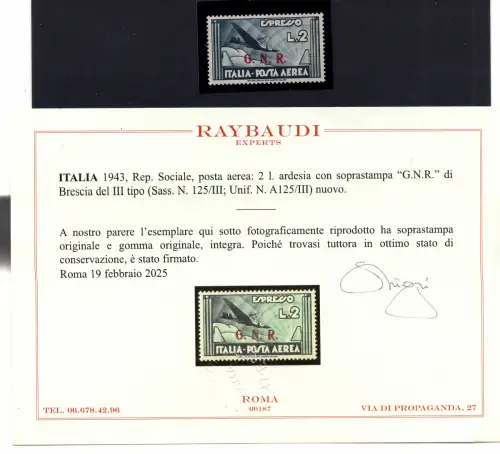 ESPRESSO
L.2
G. N. R.
ITALIA·POSTA AEREA
RAYBAUDI
EXPERTS
ITALIA 1943, Rep. Sociale, posta aerea: 2 l. ardesia con soprastampa “G.N.R.” di
Brescia del III tipo (Sass. N. 125/III; Unif. N. A125/III) nuovo.
A nostro parere l’esemplare qui sotto fotograficamente riprodotto ha soprastampa
originale e gomma originale, integra. Poiché trovasi tuttora in ottimo stato di
conservazione, è stato firmato.
Roma 19 febbraio 2025
ESPRESSO
L.2
G. N. R.
ITALIA·POSTA AEREA
ROMA
00187
TEL. 06.678.42.96
VIA DI PROPAGANDA, 27